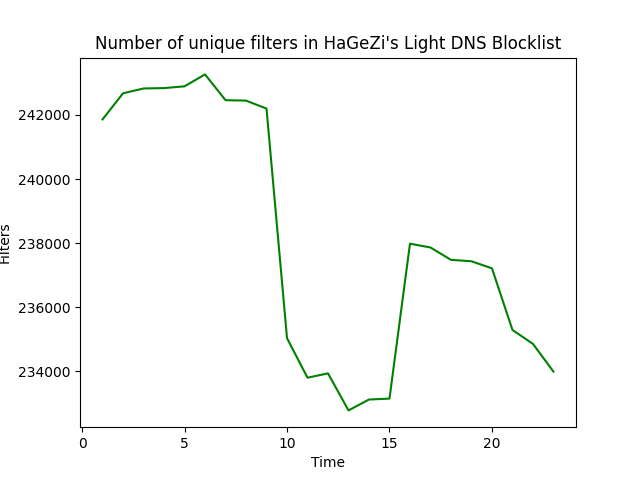 Number of unique filters in HaGeZi's Light DNS Blocklist
Filters
242000
240000
238000
236000
234000
0 5 10 15 20
Time